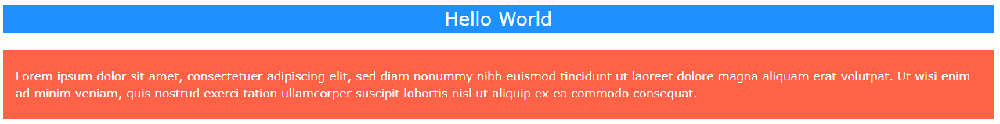 Hello World
Lorem ipsum dolor sit amet, consectetuer adipiscing elit, sed diam nonummy nibh euismod tincidunt ut laoreet dolore magna aliquam erat volutpat. Ut wisi enim
ad minim veniam, quis nostrud exerci tation ullamcorper suscipit lobortis nisl ut aliquip ex ea commodo consequat.